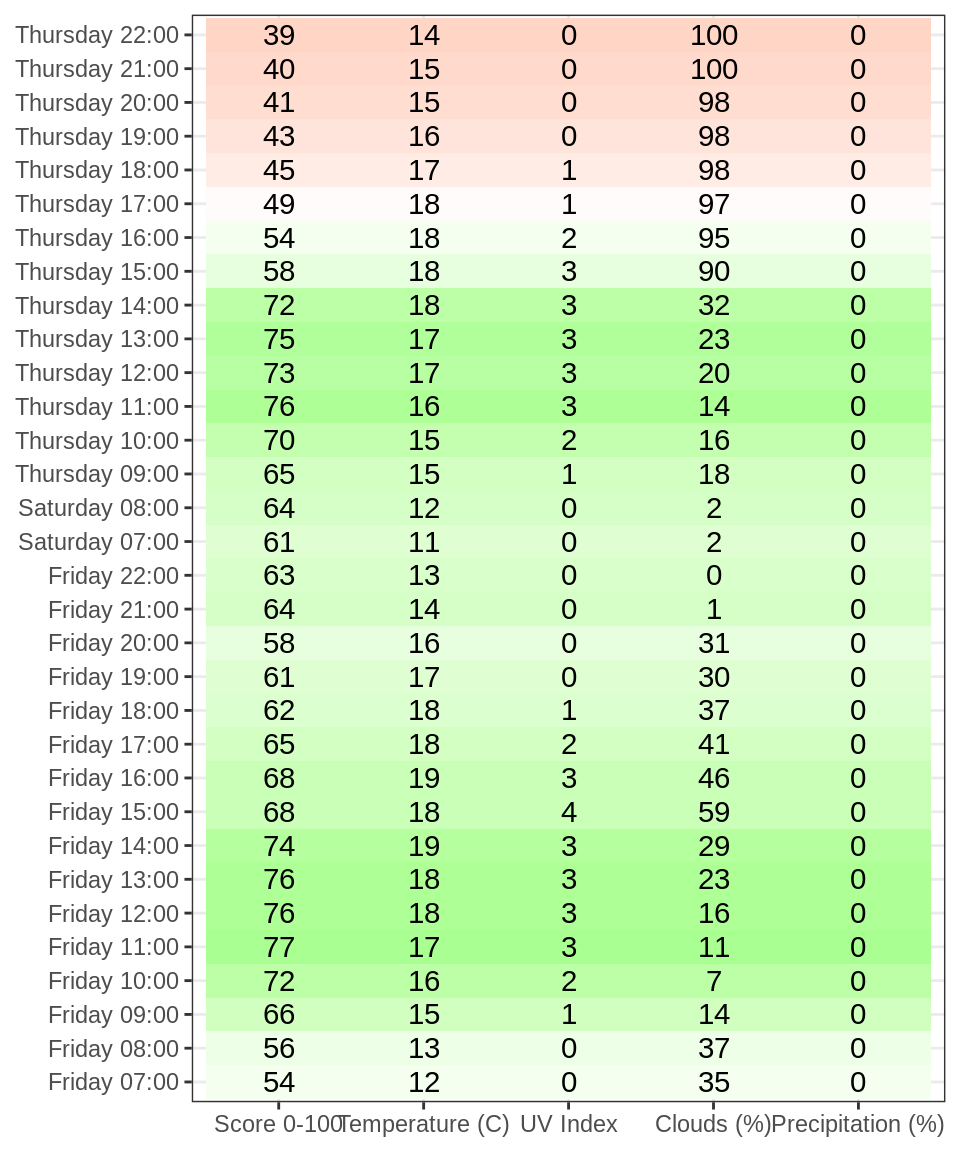 Thursday 22:00 39 14 0 100 0
Thursday 21:00 40 15 0 100 0
Thursday 20:00 41 15 0 98 0
Thursday 19:00 43 16 0 98 0
Thursday 18:00 45 17 1 98 0
Thursday 17:00 49 18 1 97 0
Thursday 16:00 54 18 2 95 0
Thursday 15:00 58 18 3 90 0
Thursday 14:00 72 18 3 32 0
Thursday 13:00 75 17 3 23 0
Thursday 12:00 73 17 3 20 0
Thursday 11:00 76 16 3 14 0
Thursday 10:00 70 15 2 16 0
Thursday 09:00 65 15 1 18 0
Saturday 08:00 64 12 0 2 0
Saturday 07:00 61 11 0 2 0
Friday 22:00 63 13 0 0 0
Friday 21:00 64 14 0 1 0
Friday 20:00 58 16 0 31 0
Friday 19:00 61 17 0 30 0
Friday 18:00 62 18 1 37 0
Friday 17:00 65 18 2 41 0
Friday 16:00 68 19 3 46 0
Friday 15:00 68 18 4 59 0
Friday 14:00 74 19 3 29 0
Friday 13:00 76 18 3 23 0
Friday 12:00 76 18 3 16 0
Friday 11:00 77 17 3 11 0
Friday 10:00 72 16 2 7 0
Friday 09:00 66 15 1 14 0
Friday 08:00 56 13 0 37 0
Friday 07:00 54 12 0 35 0
Score 0-100 Temperature (C) UV Index Clouds (%) Precipitation (%)